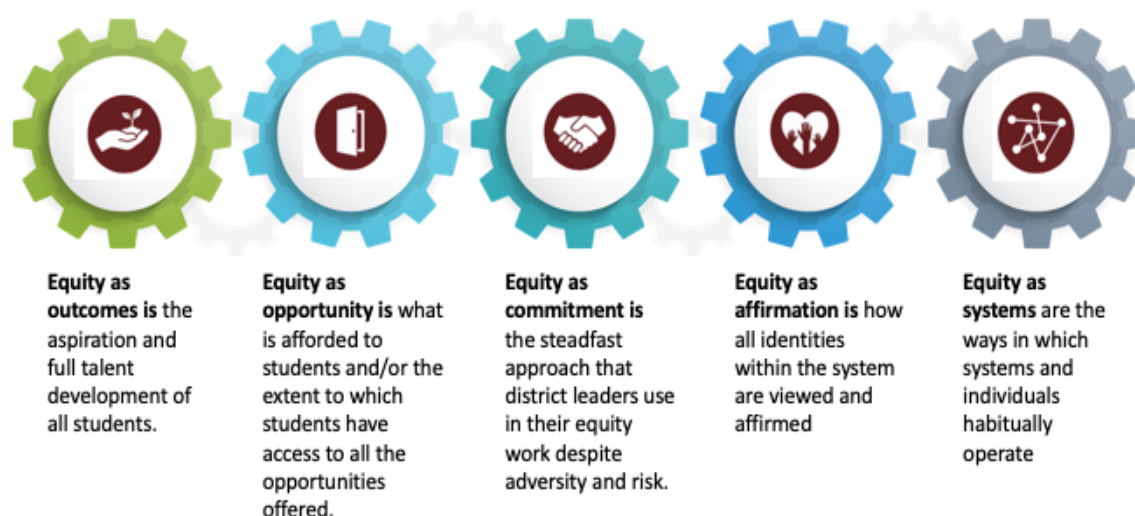 Equity as
outcomes is the
aspiration and
full talent
development of
all students.
Equity as
opportunity is what
is afforded to
students and/or the
extent to which
students have
access to all the
opportunities
offered.
Equity as
commitment is
the steadfast
approach that
district leaders use
in their equity
work despite
adversity and risk.
Equity as
affirmation is how
all identities
within the system
are viewed and
affirmed
Equity as
systems are the
ways in which
systems and
individuals
habitually
operate